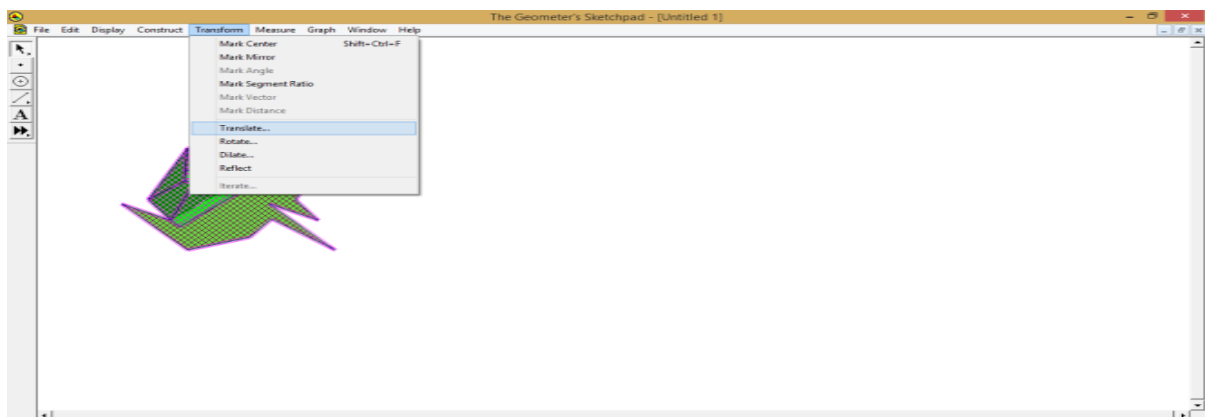 The Geometer's Sketchpad - [Untitled 1]
File Edit Display Construct Transform Measure Graph Window Help
Mark Center Shift+Ctrl+F
Mark Mirror
Mark Angle
Mark Segment Ratio
Mark Vector
Mark Distance
Translate...
Rotate...
Dilate...
Reflect
Iterate...
A